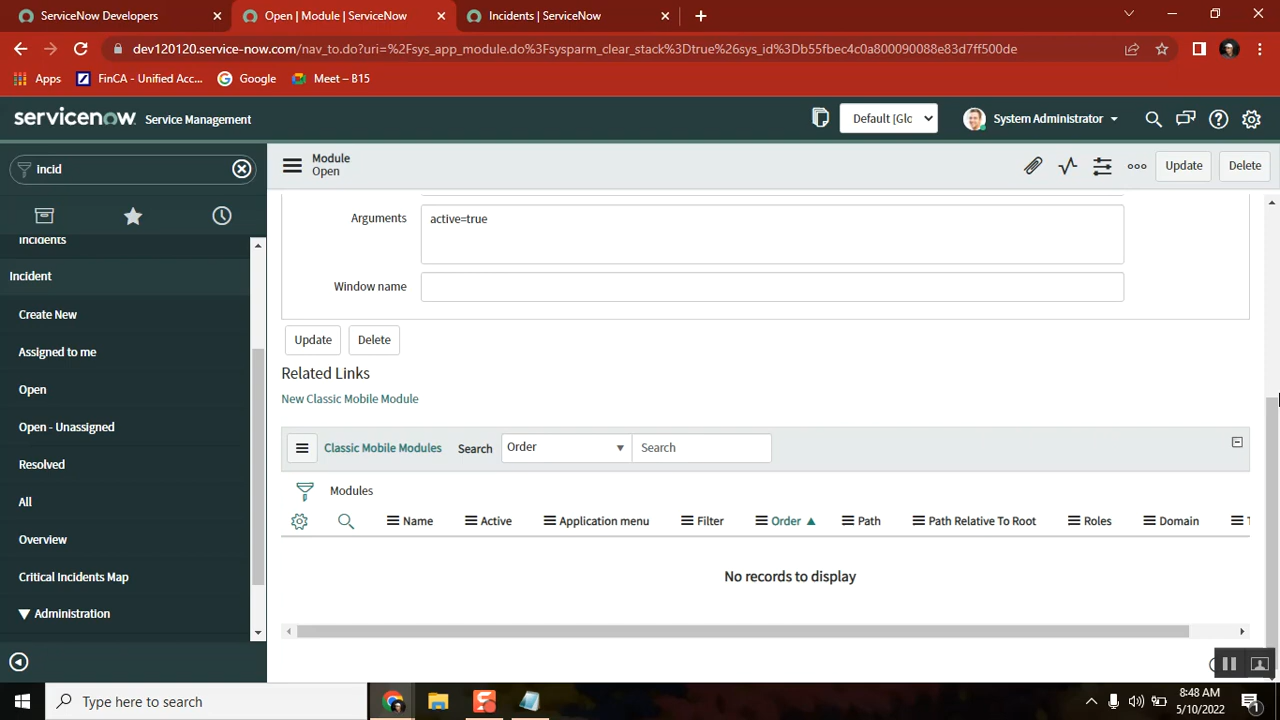 ServiceNow Developers
Open | Module | ServiceNow
Incidents | ServiceNow
dev120120.service-now.com/nav_to.do?uri=%2Fsys_app_module.do%3Fsysparm_clear_stack%3Dtrue%26sys_id%3Db55fbec4c0a800090088e83d7ff500de
Apps
FinCA - Unified Acc...
Google
Meet – B15
servicenow Service Management
Default [Glc
System Administrator
incid
Module
Open
Update
Delete
Incidents
Incident
Create New
Assigned to me
Open
Open - Unassigned
Resolved
All
Overview
Critical Incidents Map
Administration
Arguments
active=true
Window name
Update
Delete
Related Links
New Classic Mobile Module
Classic Mobile Modules Search Order Search
Modules
Name Active Application menu Filter Order Path Path Relative To Root Roles Domain T
No records to display
Type here to search
8:48 AM
5/10/2022
1